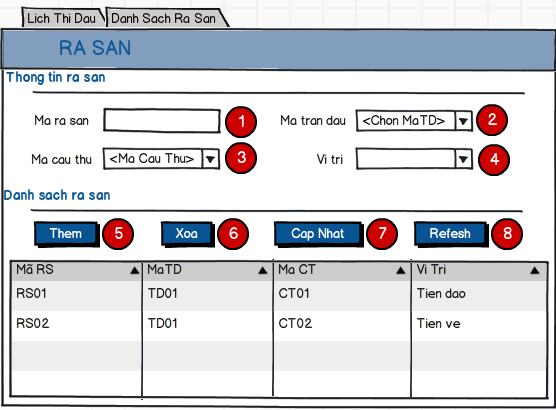 Lich Thi Dau Danh Sach Ra San
RA SAN
Thong tin ra san
Ma ra san 1 Ma tran dau <Chon MaTD> 2
Ma cau thu <Ma Cau Thu> 3 Vi tri 4
Danh sach ra san
Them 5 Xoa 6 Cap Nhat 7 Refesh 8
Mã RS MaTD Ma CT Vi Tri
RS01 TD01 CT01 Tien dao
RS02 TD01 CT02 Tien ve